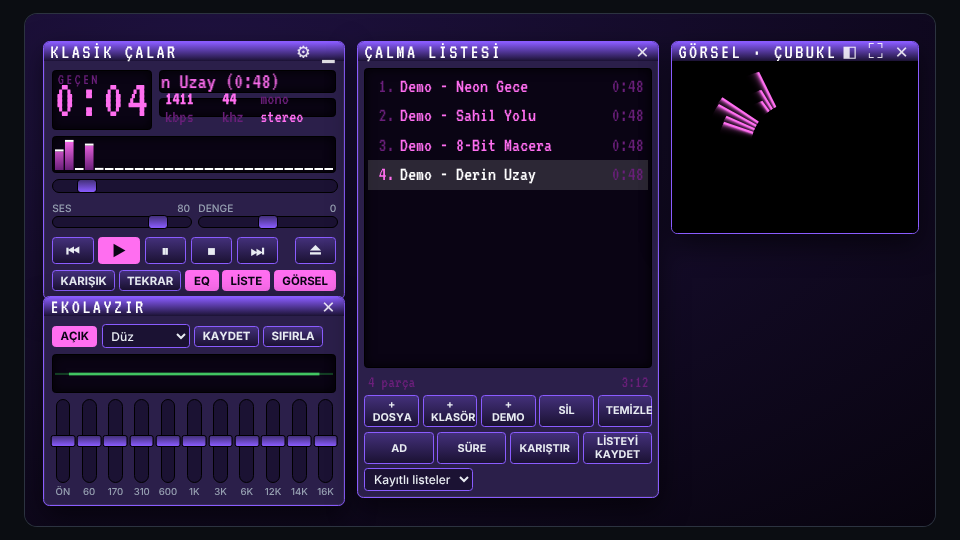 KLASİK ÇALAR
GEÇEN
0:04
n Uzay (0:48)
1411 kbps
44 khz
mono
stereo
SES 80 DENGE 0
KARIŞIK TEKRAR EQ LİSTE GÖRSEL
EKOLAYZIR
AÇIK Düz KAYDET SIFIRLA
ÖN 60 170 310 600 1K 3K 6K 12K 14K 16K
ÇALMA LİSTESİ
1. Demo - Neon Gece 0:48
2. Demo - Sahil Yolu 0:48
3. Demo - 8-Bit Macera 0:48
4. Demo - Derin Uzay 0:48
4 parça 3:12
+ DOSYA
+ KLASÖR
+ DEMO
SİL
TEMİZLE
AD SÜRE KARIŞTIR
LİSTEYİ KAYDET
Kayıtlı listeler
GÖRSEL · ÇUBUKL